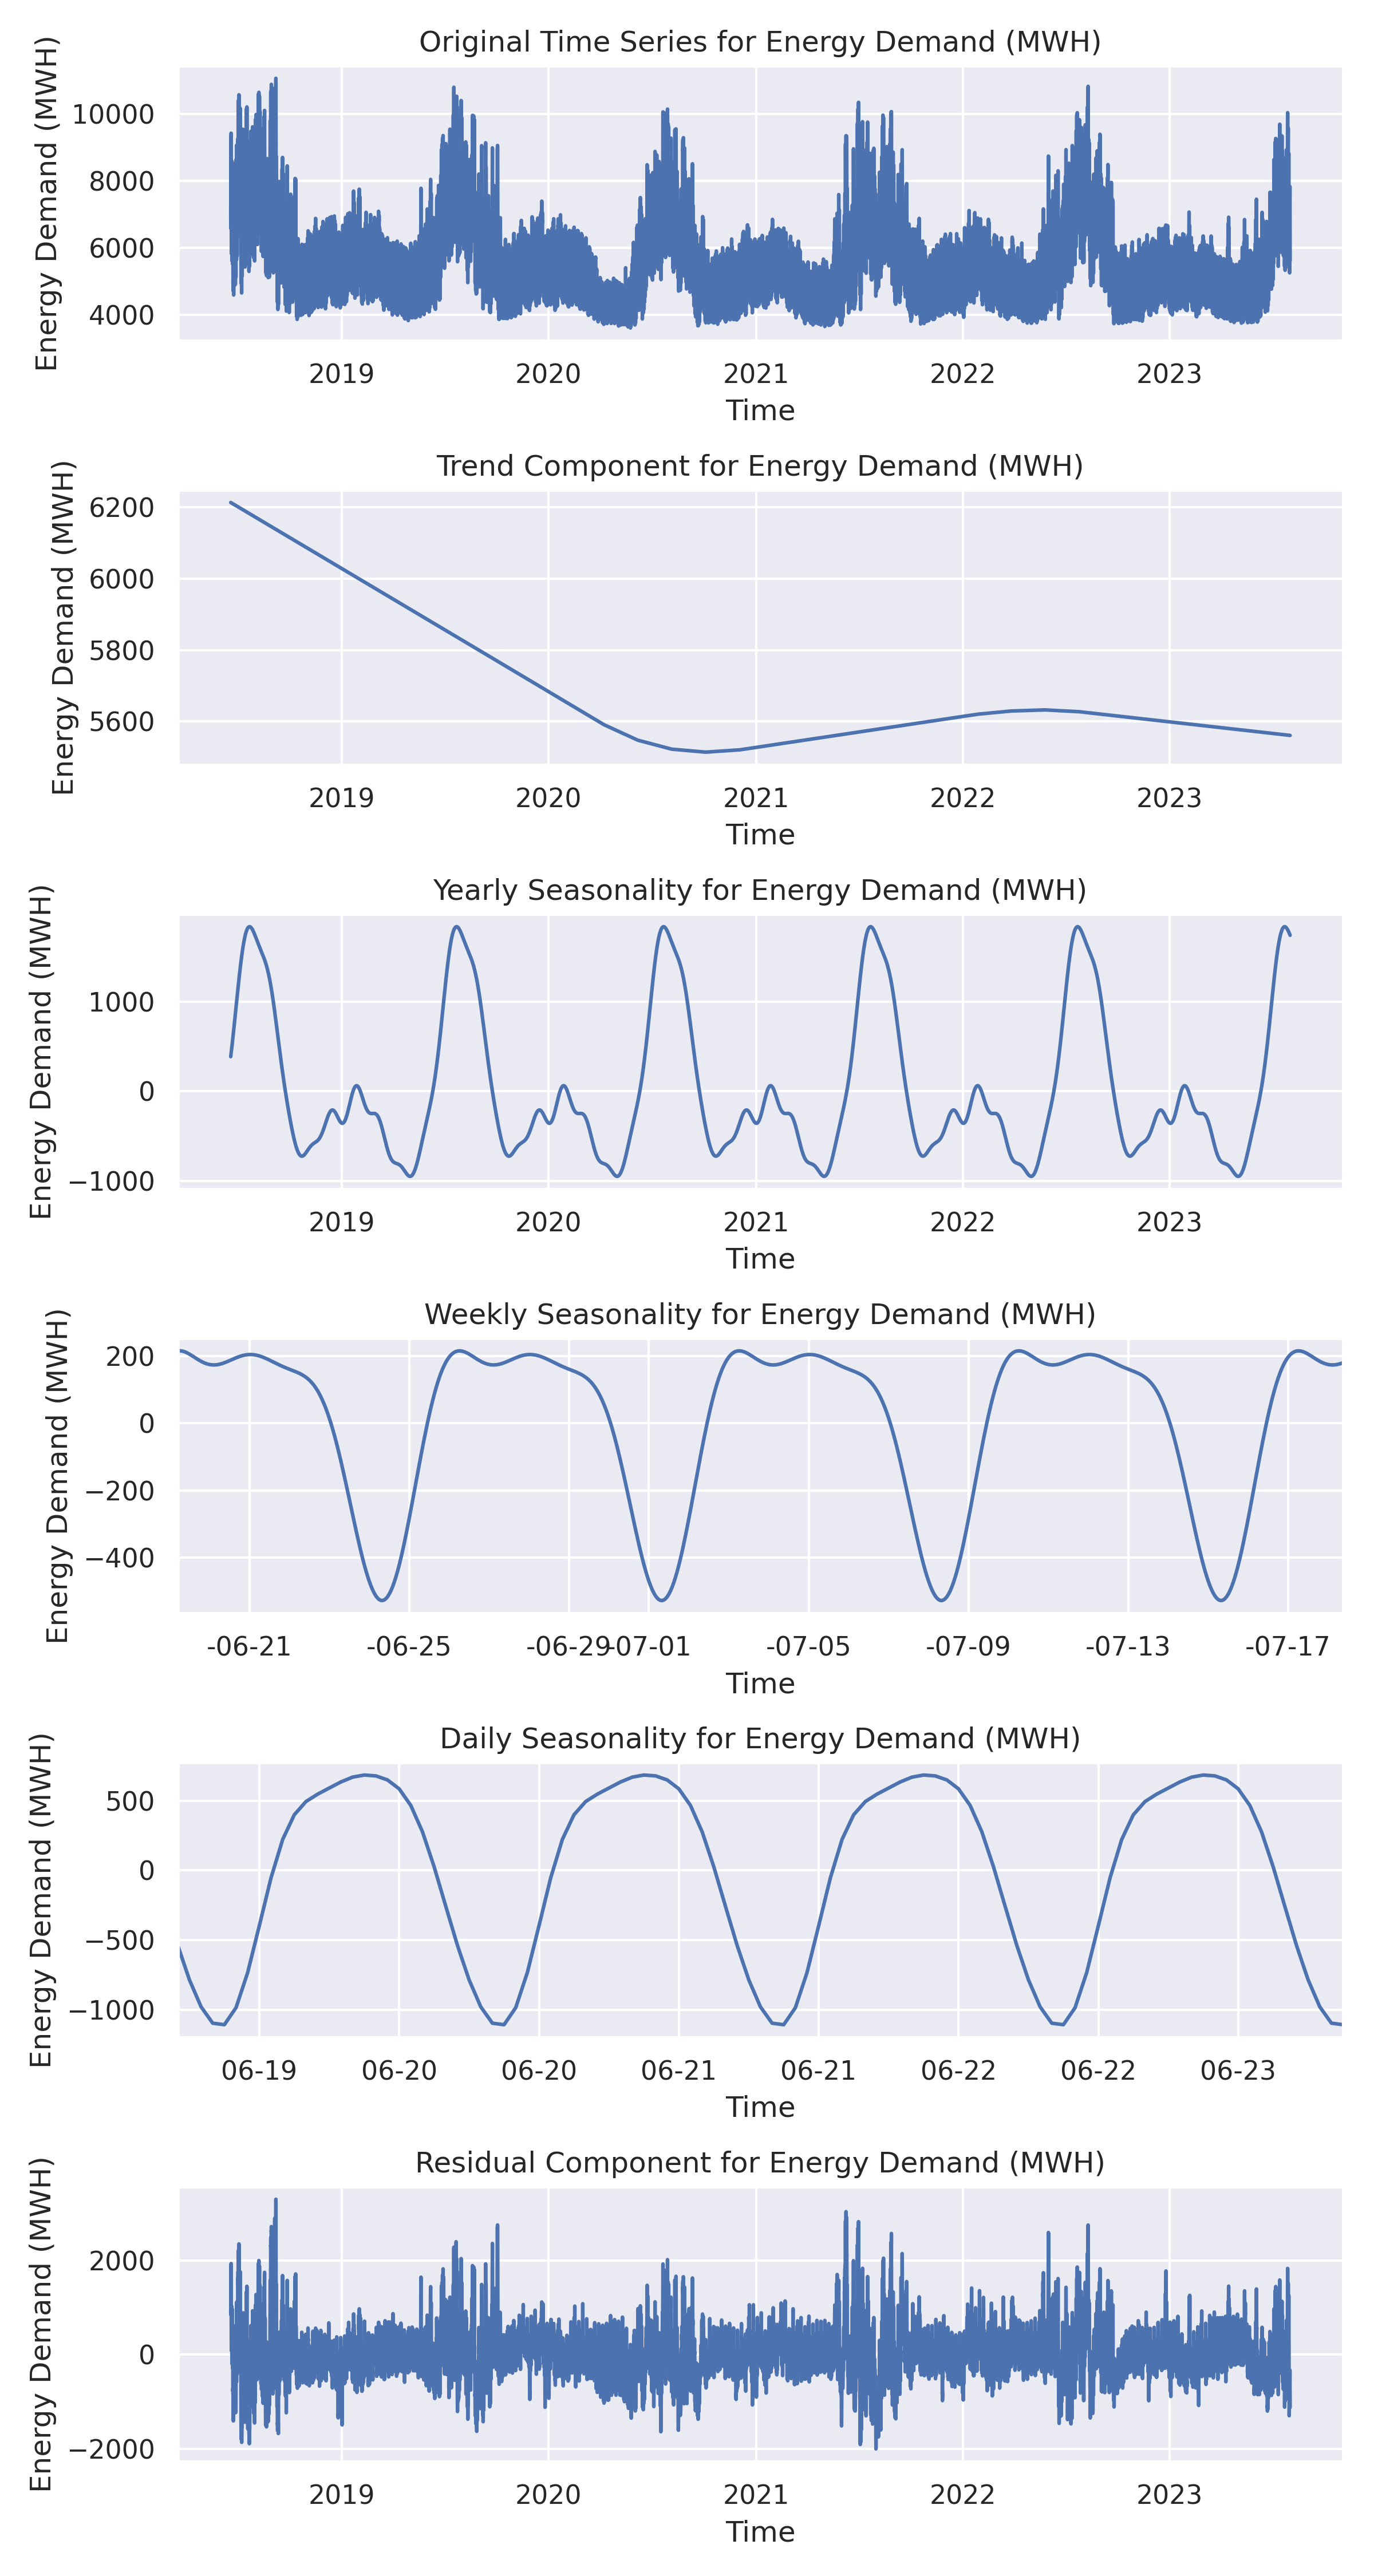 Original Time Series for Energy Demand (MWH)
Energy Demand (MWH)
10000
8000
6000
4000
2019 2020 2021 2022 2023
Time
Trend Component for Energy Demand (MWH)
Energy Demand (MWH)
6200
6000
5800
5600
2019 2020 2021 2022 2023
Time
Yearly Seasonality for Energy Demand (MWH)
Energy Demand (MWH)
1000
0
−1000
2019 2020 2021 2022 2023
Time
Weekly Seasonality for Energy Demand (MWH)
Energy Demand (MWH)
200
0
−200
−400
-06-21 -06-25 -06-29 -07-01 -07-05 -07-09 -07-13 -07-17
Time
Daily Seasonality for Energy Demand (MWH)
Energy Demand (MWH)
500
0
−500
−1000
06-19 06-20 06-20 06-21 06-21 06-22 06-22 06-23
Time
Residual Component for Energy Demand (MWH)
Energy Demand (MWH)
2000
0
−2000
2019 2020 2021 2022 2023
Time